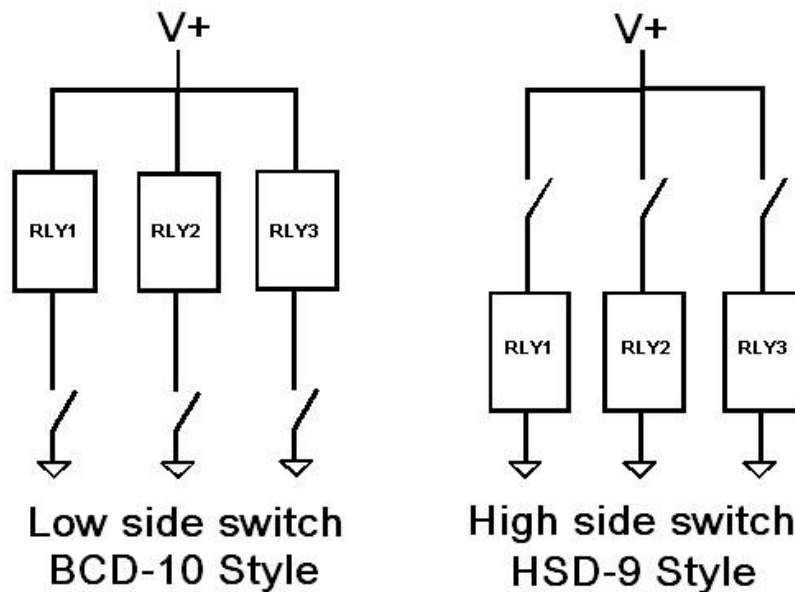 V+
RLY1
RLY2
RLY3
Low side switch
BCD-10 Style
V+
RLY1
RLY2
RLY3
High side switch
HSD-9 Style